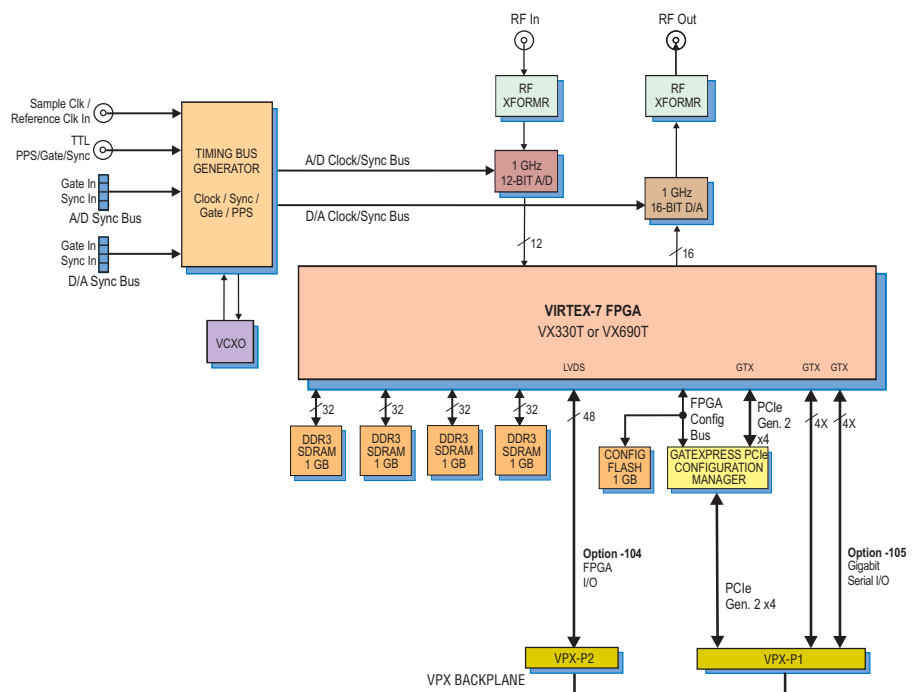 RF In
RF Out
Sample Clk /
Reference Clk In
TTL
PPS/Gate/Sync
Gate In
Sync In
A/D Sync Bus
Gate In
Sync In
D/A Sync Bus
TIMING BUS
GENERATOR
Clock / Sync /
Gate / PPS
VCXO
A/D Clock/Sync Bus
D/A Clock/Sync Bus
RF
XFORMR
RF
XFORMR
1 GHz
12-BIT A/D
1 GHz
16-BIT D/A
12
16
VIRTEX-7 FPGA
VX330T or VX690T
LVDS
GTX
GTX
GTX
32
32
32
32
48
FPGA
Config
Bus
PCIe
Gen. 2
x4
4X
4X
DDR3
SDRAM
1 GB
DDR3
SDRAM
1 GB
DDR3
SDRAM
1 GB
DDR3
SDRAM
1 GB
CONFIG
FLASH
1 GB
GATEXPRESS PCIe
CONFIGURATION
MANAGER
Option -104
FPGA
I/O
PCIe
Gen. 2 x4
Option -105
Gigabit
Serial I/O
VPX-P2
VPX-P1
VPX BACKPLANE